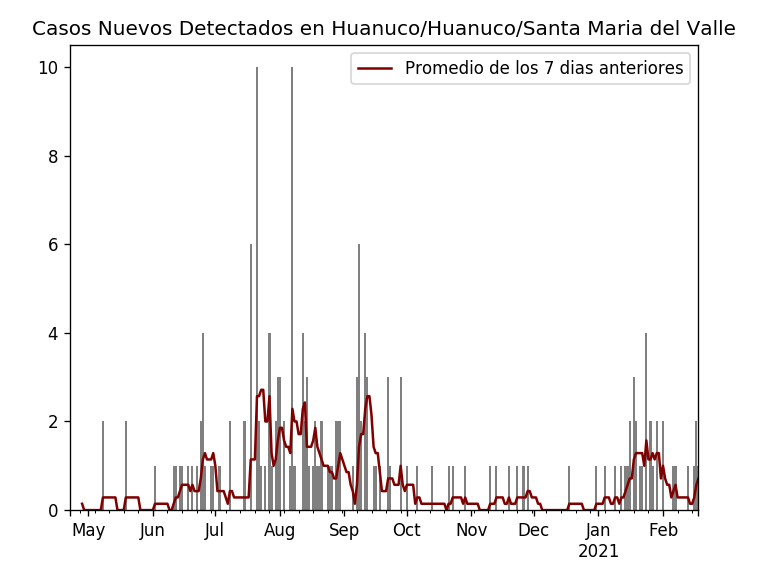 Casos Nuevos Detectados en Huanuco/Huanuco/Santa Maria del Valle
Promedio de los 7 dias anteriores
10
8
6
4
2
0
May Jun Jul Aug Sep Oct Nov Dec Jan Feb
2021